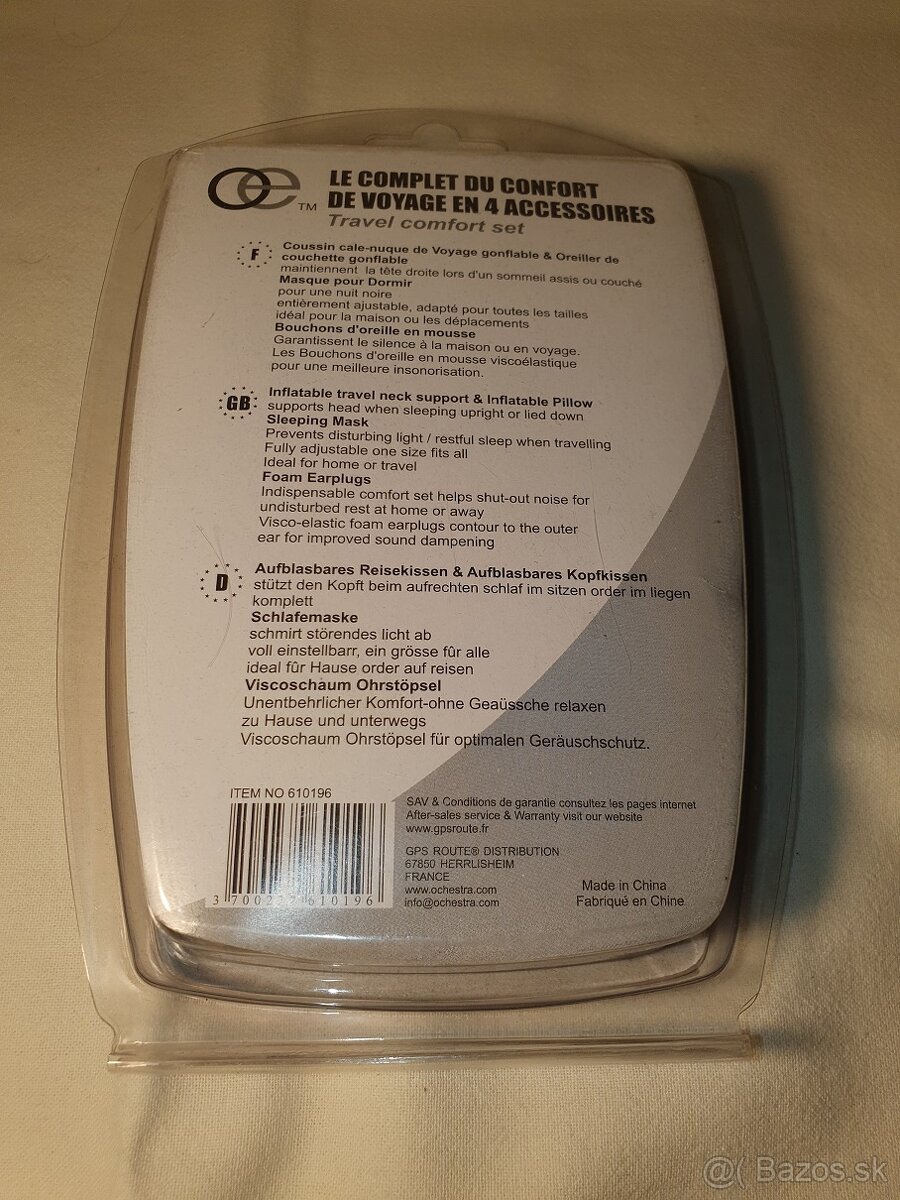 oe™
LE COMPLET DU CONFORT
DE VOYAGE EN 4 ACCESSOIRES
Travel comfort set
F
Coussin cale-nuque de Voyage gonflable & Oreiller de
couchette gonflable
maintiennent la tête droite lors d'un sommeil assis ou couché
Masque pour Dormir
pour une nuit noire
entièrement ajustable, adapté pour toutes les tailles
idéal pour la maison ou les déplacements
Bouchons d'oreille en mousse
Garantissent le silence à la maison ou en voyage.
Les Bouchons d'oreille en mousse viscoélastique
pour une meilleure insonorisation.
GB
Inflatable travel neck support & Inflatable Pillow
supports head when sleeping upright or lied down
Sleeping Mask
Prevents disturbing light / restful sleep when travelling
Fully adjustable one size fits all
Ideal for home or travel
Foam Earplugs
Indispensable comfort set helps shut-out noise for
undisturbed rest at home or away
Visco-elastic foam earplugs contour to the outer
ear for improved sound dampening
D
Aufblasbares Reisekissen & Aufblasbares Kopfkissen
stützt den Kopft beim aufrechten schlaf im sitzen order im liegen
komplett
Schlafemaske
schmirt störendes licht ab
voll einstellbarr, ein grösse fûr alle
ideal fûr Hause order auf reisen
Viscoschaum Ohrstöpsel
Unentbehrlicher Komfort-ohne Geaüssche relaxen
zu Hause und unterwegs
Viscoschaum Ohrstöpsel für optimalen Geräuschschutz.
ITEM NO 610196
3 700227 610196
SAV & Conditions de garantie consultez les pages internet
After-sales service & Warranty visit our website
www.gpsroute.fr
GPS ROUTE® DISTRIBUTION
67850 HERRLISHEIM
FRANCE
www.ochestra.com
info@ochestra.com
Made in China
Fabriqué en Chine
@( Bazos.sk